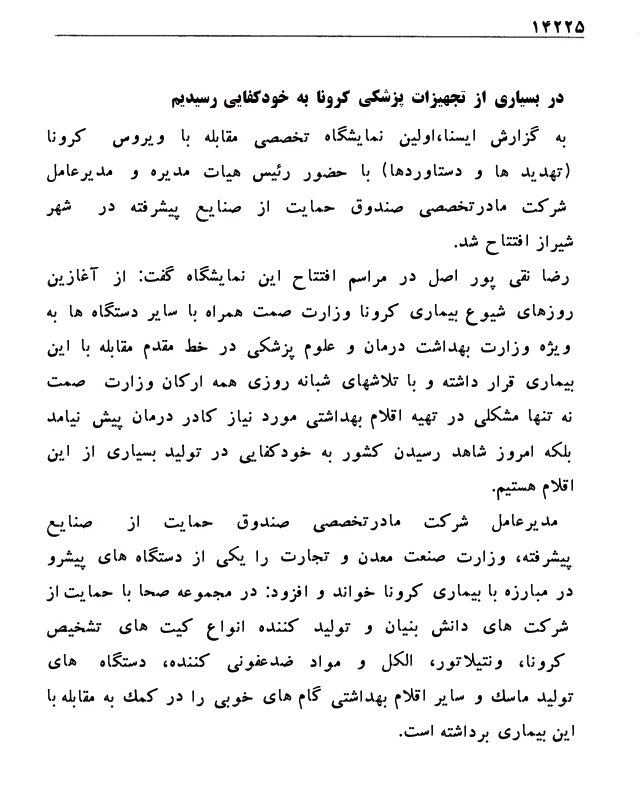 ۱۴۲۲۵
در بسیاری از تجهیزات پزشکی کرونا به خودکفایی رسیدیم
به گزارش ایسنا،اولین نمایشگاه تخصصی مقابله با ویروس کرونا
(تهدید ها و دستاوردها) با حضور رئیس هیات مدیره و مدیرعامل
شرکت مادرتخصصی صندوق حمایت از صنایع پیشرفته در شهر
شیراز افتتاح شد.
رضا نقی پور اصل در مراسم افتتاح این نمایشگاه گفت: از آغازین
روزهای شیوع بیماری کرونا وزارت صمت همراه با سایر دستگاه ها به
ویژه وزارت بهداشت درمان و علوم پزشکی در خط مقدم مقابله با این
بیماری قرار داشته و با تلاشهای شبانه روزی همه ارکان وزارت صمت
نه تنها مشکلی در تهیه اقلام بهداشتی مورد نیاز کادر درمان پیش نیامد
بلکه امروز شاهد رسیدن کشور به خودکفایی در تولید بسیاری از این
اقلام هستیم.
مدیرعامل شرکت مادرتخصصی صندوق حمایت از صنایع
پیشرفته، وزارت صنعت معدن و تجارت را یکی از دستگاه های پیشرو
در مبارزه با بیماری کرونا خواند و افزود: در مجموعه صحا با حمایت از
شرکت های دانش بنیان و تولید کننده انواع کیت های تشخیص
کرونا، ونتیلاتور، الکل و مواد ضدعفونی کننده، دستگاه های
تولید ماسك و سایر اقلام بهداشتی گام های خوبی را در کمك به مقابله با
این بیماری برداشته است.